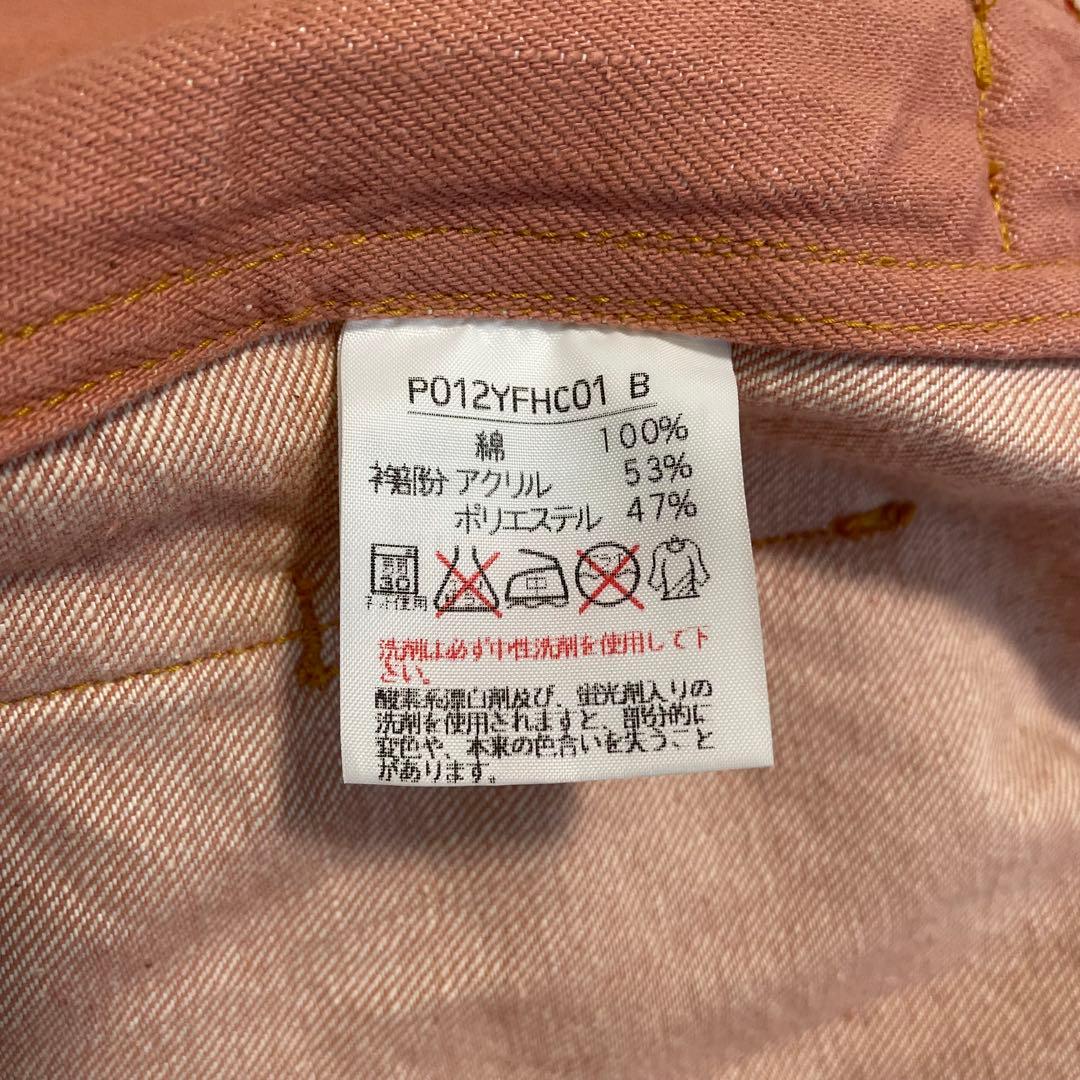 P012YFHC01 B
綿 100%
衿部分 アクリル 53%
ポリエステル 47%
30
ネット使用
中
洗剤は必ず中性洗剤を使用して下
さい。
酸素系漂白剤及び、蛍光剤入りの
洗剤を使用されますと、部分的に
変色や、本来の色合いを失うこと
があります。